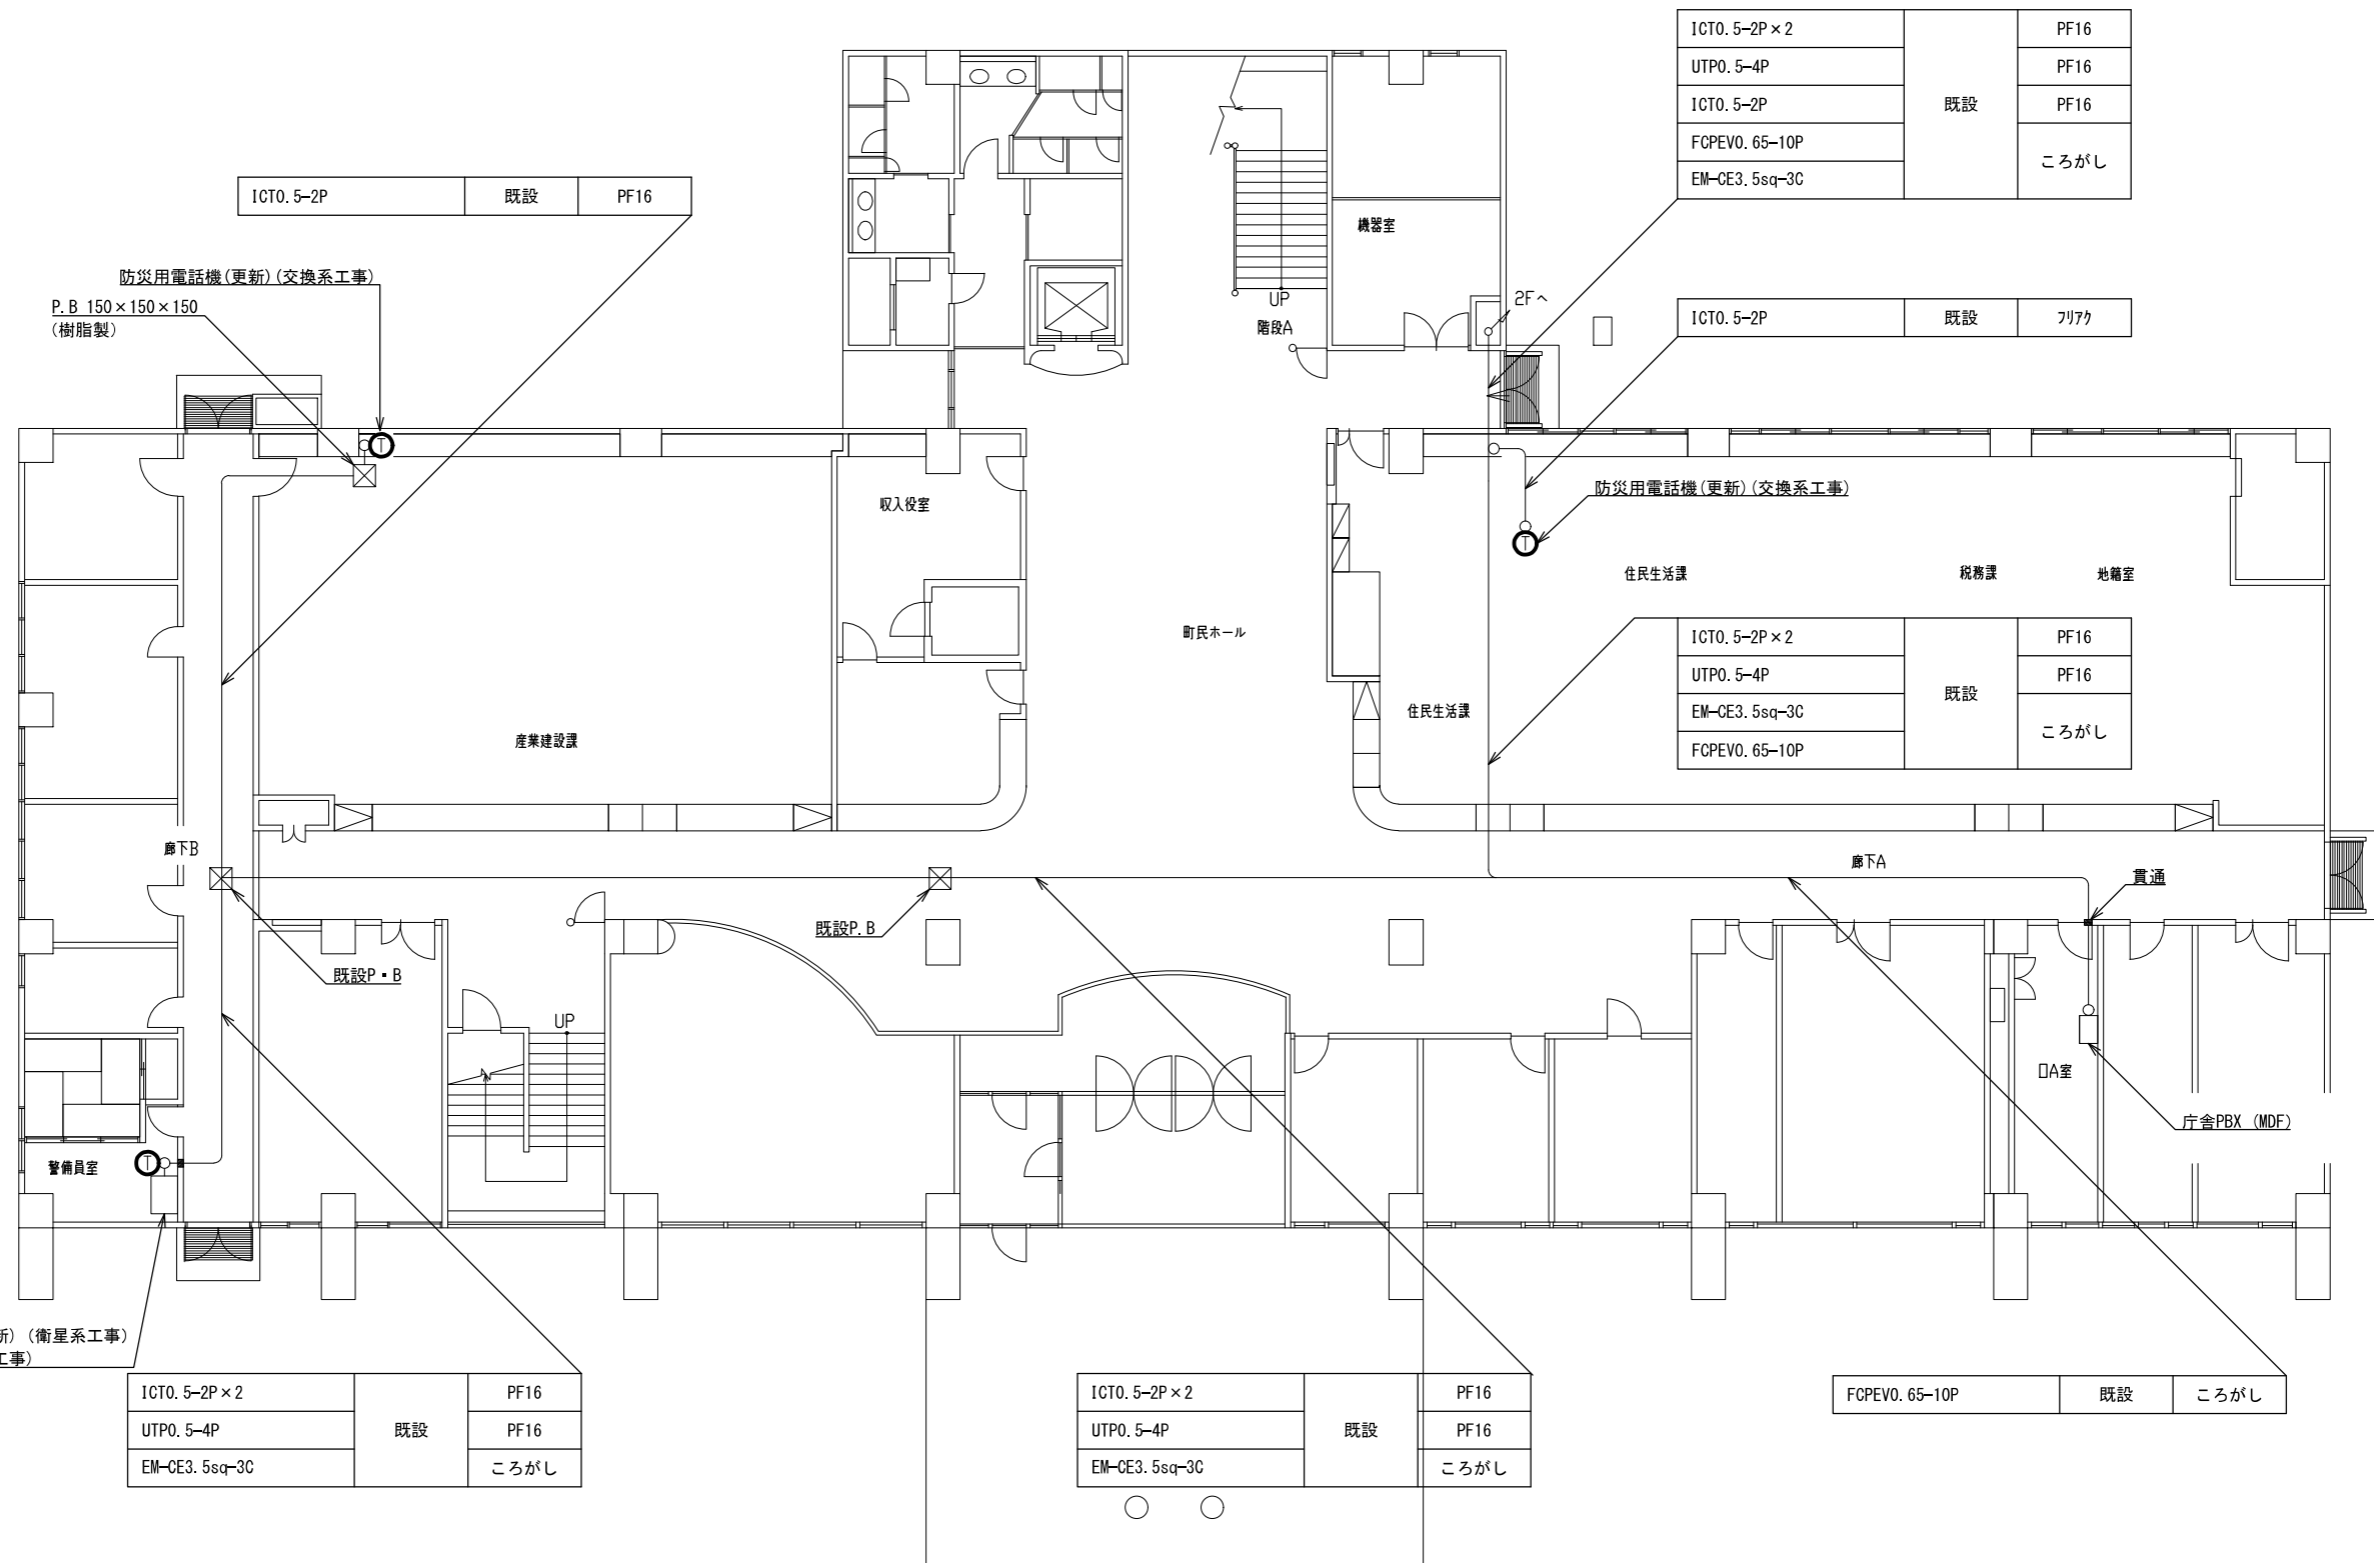 ICT0.5-2P×2
PF16
UTP0.5-4P
PF16
ICT0.5-2P
既設
PF16
FCPEV0.65-10P
ころがし
EM-CE3.5sq-3C
ICT0.5-2P
既設
PF16
機器室
防災用電話機(更新)(交換系工事)
P.B 150×150×150
(樹脂製)
UP
階段A
2Fへ
ICT0.5-2P
既設
フリアク
T
収入役室
防災用電話機(更新)(交換系工事)
T
住民生活課
税務課
地籍室
町民ホール
ICT0.5-2P×2
PF16
UTP0.5-4P
既設
PF16
EM-CE3.5sq-3C
ころがし
FCPEV0.65-10P
住民生活課
産業建設課
廊下B
廊下A
貫通
既設P.B
既設P・B
UP
A室
庁舎PBX (MDF)
警備員室
T
新) (衛星系工事)
工事)
ICT0.5-2P×2
PF16
UTP0.5-4P
既設
PF16
EM-CE3.5sq-3C
ころがし
ICT0.5-2P×2
PF16
UTP0.5-4P
既設
PF16
EM-CE3.5sq-3C
ころがし
FCPEV0.65-10P
既設
ころがし